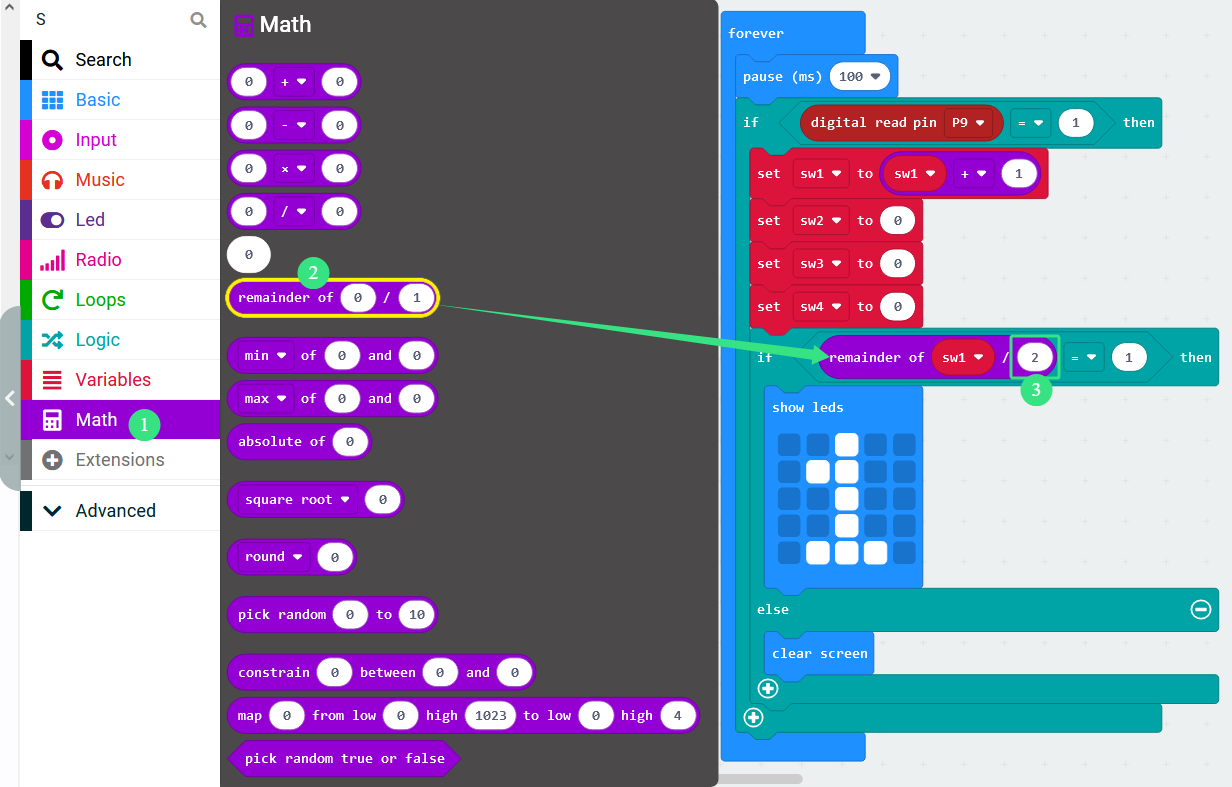 S
Search
Basic
Input
Music
Led
Radio
Loops
Logic
Variables
Math 1
Extensions
Advanced
Math
0 + 0
0 - 0
0 × 0
0 / 0
0
2
remainder of 0 / 1
min of 0 and 0
max of 0 and 0
absolute of 0
square root 0
round 0
pick random 0 to 10
constrain 0 between 0 and 0
map 0 from low 0 high 1023 to low 0 high 4
pick random true or false
forever
pause (ms) 100
if digital read pin P9 = 1 then
set sw1 to sw1 + 1
set sw2 to 0
set sw3 to 0
set sw4 to 0
if remainder of sw1 / 2 = 1 then
3
show leds
else
clear screen